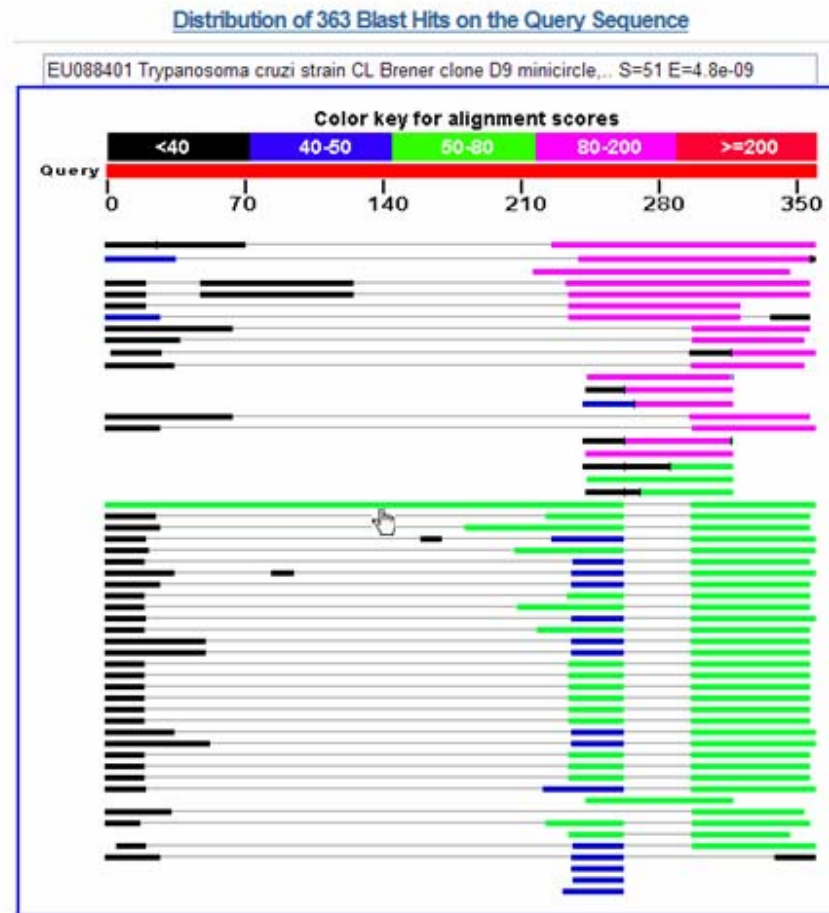 Distribution of 363 Blast Hits on the Query Sequence
EU088401 Trypanosoma cruzi strain CL Brener clone D9 minicircle,.. S=51 E=4.8e-09
Color key for alignment scores
<40 40-50 50-80 80-200 >=200
Query
0 70 140 210 280 350